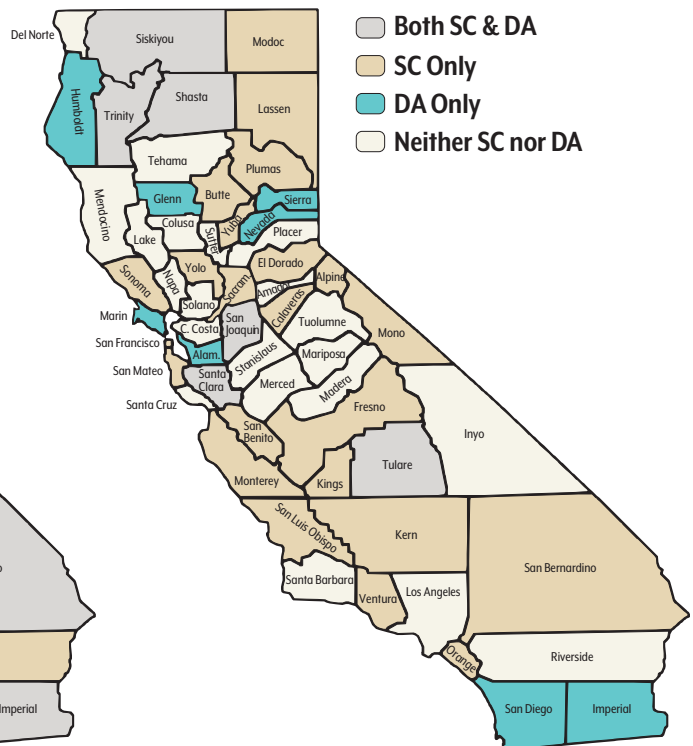 Both SC & DA
SC Only
DA Only
Neither SC nor DA
Del Norte
Siskiyou
Modoc
Humboldt
Trinity
Shasta
Lassen
Tehama
Plumas
Mendocino
Glenn
Butte
Sierra
Colusa
Yuba
Nevada
Lake
Sutter
Placer
Sonoma
Napa
Yolo
El Dorado
Sacram.
Amador
Alpine
Solano
Calaveras
Marin
C. Costa
San
Joaquin
Tuolumne
Mono
San Francisco
Alam.
Stanislaus
Mariposa
San Mateo
Santa
Clara
Merced
Madera
Santa Cruz
Fresno
San
Benito
Inyo
Tulare
Monterey
Kings
San Luis Obispo
Kern
San Bernardino
Santa Barbara
Ventura
Los Angeles
Orange
Riverside
Imperial
San Diego
Imperial